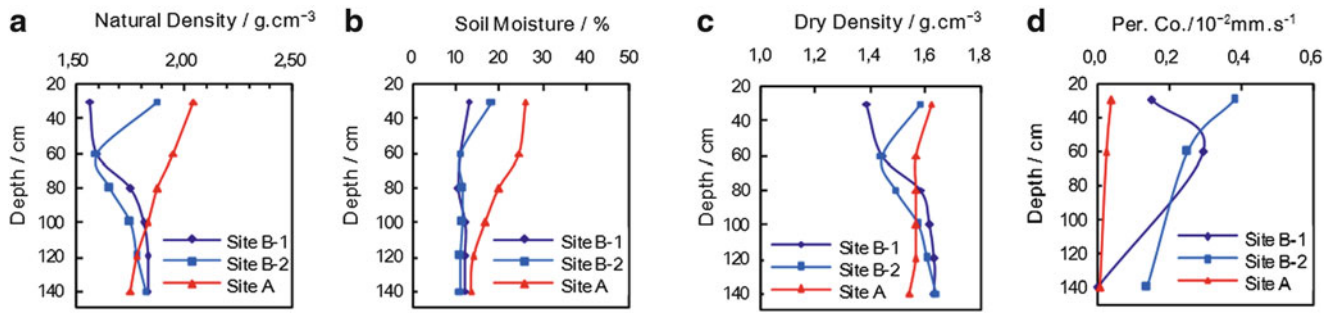 a Natural Density / g.cm⁻³
1,50 2,00 2,50
20
40
60
80
100
120
140
Depth / cm
Site B-1
Site B-2
Site A
b Soil Moisture / %
0 10 20 30 40 50
20
40
60
80
100
120
140
Depth / cm
Site B-1
Site B-2
Site A
c Dry Density / g.cm⁻³
1,0 1,2 1,4 1,6 1,8
20
40
60
80
100
120
140
Depth / cm
Site B-1
Site B-2
Site A
d Per. Co./10⁻²mm.s⁻¹
0,0 0,2 0,4 0,6
20
40
60
80
100
120
140
Depth / cm
Site B-1
Site B-2
Site A